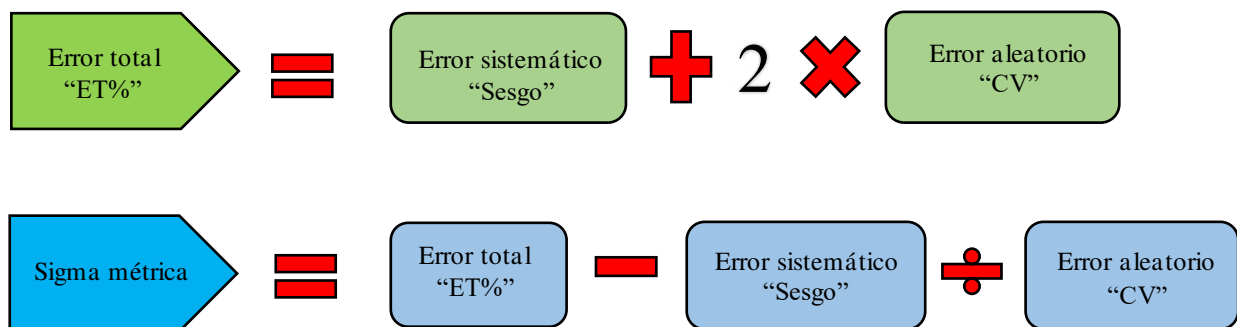 Error total
“ET%”
=
Error sistemático
“Sesgo”
+ 2 ×
Error aleatorio
“CV”
Sigma métrica
=
Error total
“ET%”
−
Error sistemático
“Sesgo”
÷
Error aleatorio
“CV”